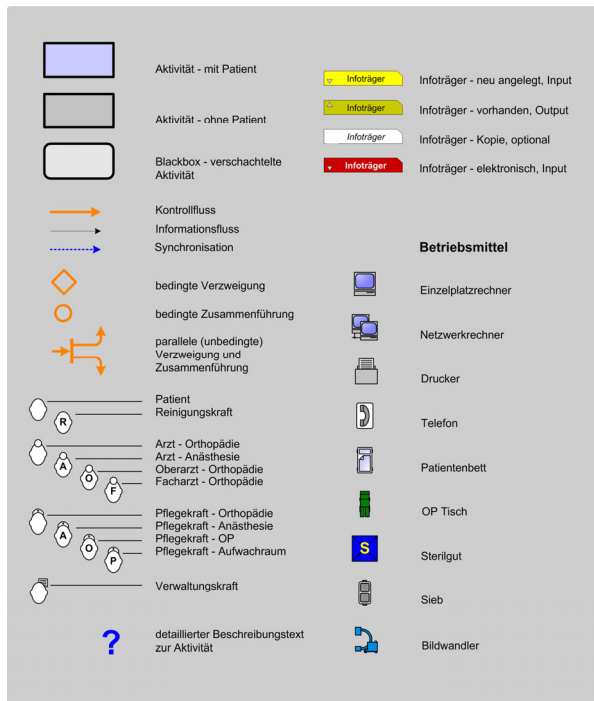 Aktivität - mit Patient
Aktivität - ohne Patient
Blackbox - verschachtelte
Aktivität
Kontrollfluss
Informationsfluss
Synchronisation
bedingte Verzweigung
bedingte Zusammenführung
parallele (unbedingte)
Verzweigung und
Zusammenführung
Patient
R
Reinigungskraft
Arzt - Orthopädie
A
Arzt - Anästhesie
O
Oberarzt - Orthopädie
F
Facharzt - Orthopädie
Pflegekraft - Orthopädie
A
Pflegekraft - Anästhesie
O
Pflegekraft - OP
P
Pflegekraft - Aufwachraum
Verwaltungskraft
?
detaillierter Beschreibungstext
zur Aktivität
Infoträger
Infoträger - neu angelegt, Input
Infoträger
Infoträger - vorhanden, Output
Infoträger
Infoträger - Kopie, optional
Infoträger
Infoträger - elektronisch, Input
Betriebsmittel
Einzelplatzrechner
Netzwerkrechner
Drucker
Telefon
Patientenbett
OP Tisch
S
Sterilgut
Sieb
Bildwandler